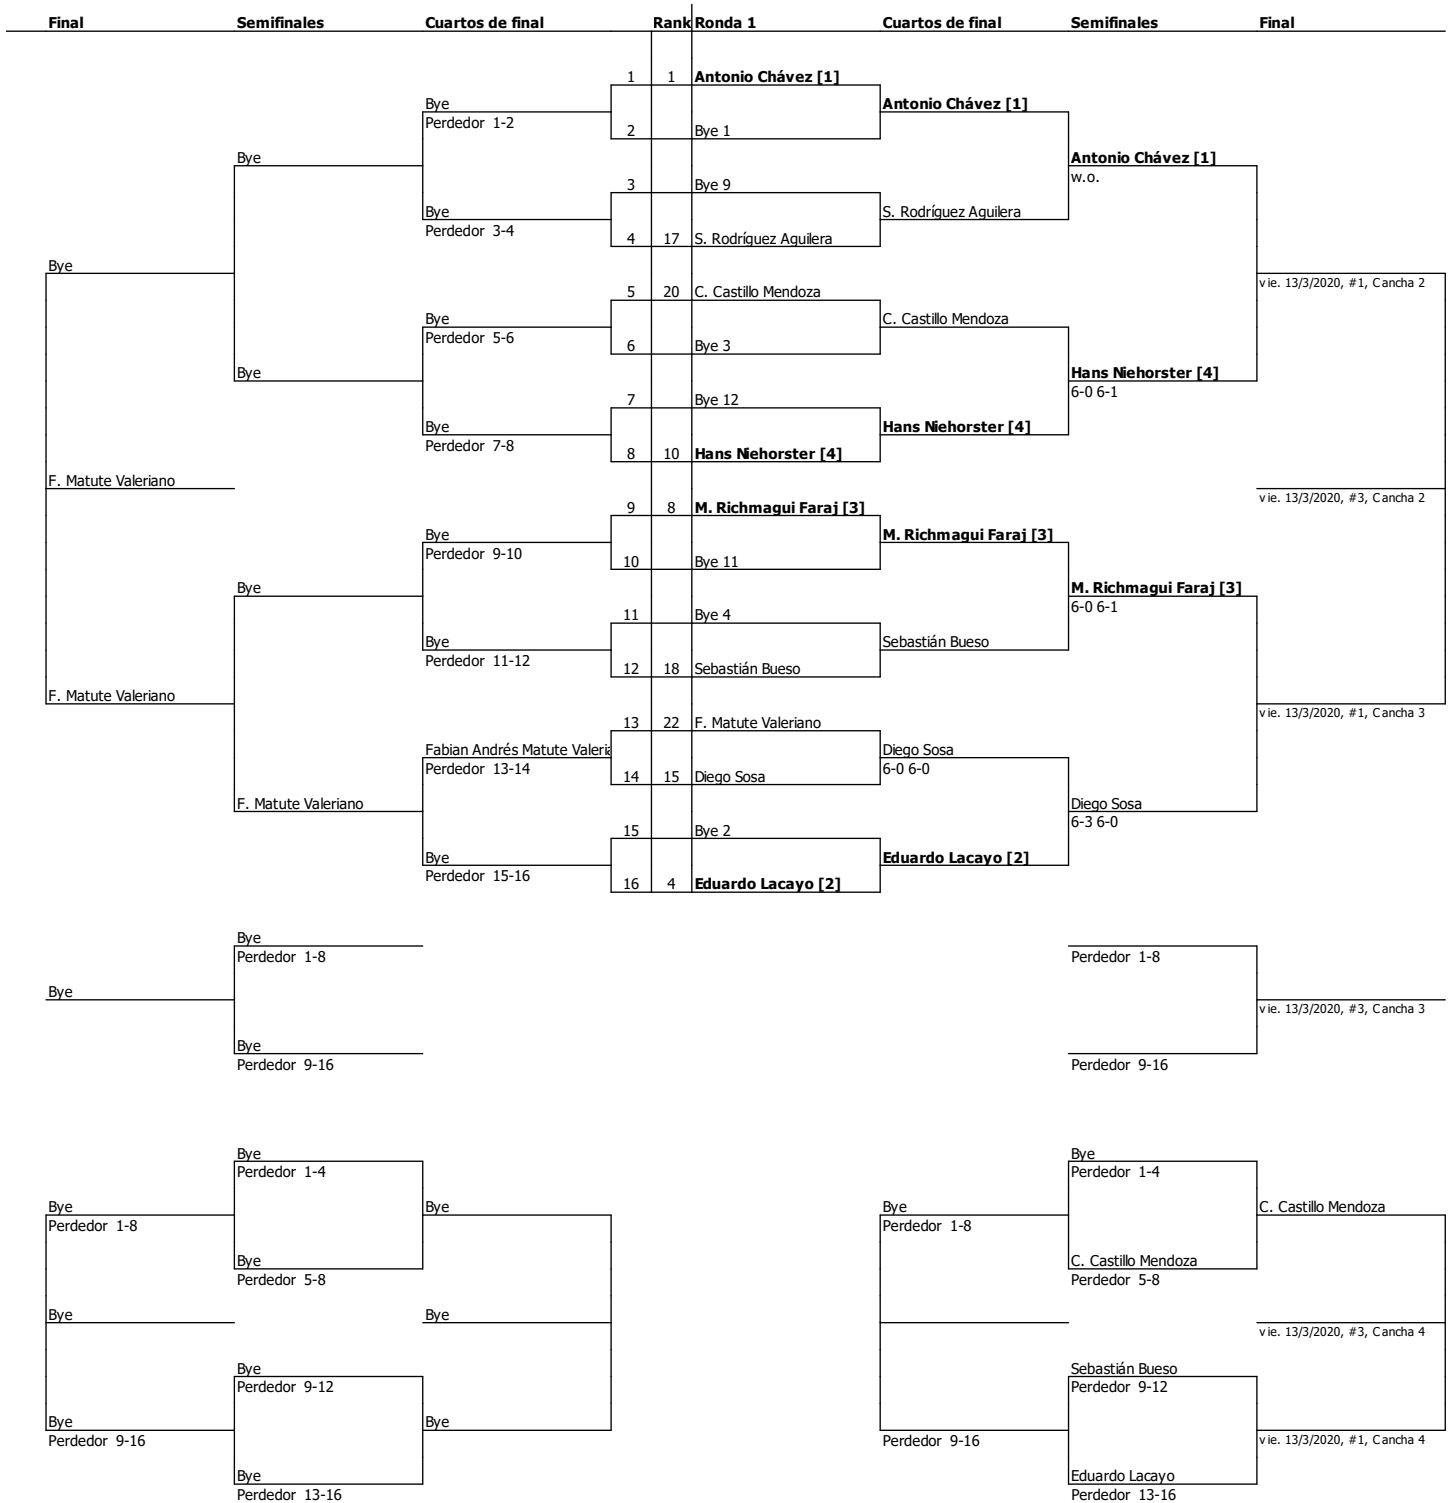 Final Semifinales Cuartos de final Rank Ronda 1 Cuartos de final Semifinales Final
1 1 Antonio Chávez [1]
Bye Antonio Chávez [1]
Perdedor 1-2
2 Bye 1
Bye Antonio Chávez [1]
w.o.
3 Bye 9
Bye S. Rodríguez Aguilera
Perdedor 3-4
4 17 S. Rodríguez Aguilera
Bye
vie. 13/3/2020, #1, Cancha 2
5 20 C. Castillo Mendoza
Bye C. Castillo Mendoza
Perdedor 5-6
6 Bye 3
Bye Hans Niehorster [4]
6-0 6-1
7 Bye 12
Bye Hans Niehorster [4]
Perdedor 7-8
8 10 Hans Niehorster [4]
F. Matute Valeriano
vie. 13/3/2020, #3, Cancha 2
9 8 M. Richmagui Faraj [3]
Bye M. Richmagui Faraj [3]
Perdedor 9-10
10 Bye 11
Bye M. Richmagui Faraj [3]
6-0 6-1
11 Bye 4
Bye Sebastián Bueso
Perdedor 11-12
12 18 Sebastián Bueso
F. Matute Valeriano
vie. 13/3/2020, #1, Cancha 3
13 22 F. Matute Valeriano
Fabian Andrés Matute Valeria Diego Sosa
Perdedor 13-14 6-0 6-0
14 15 Diego Sosa
F. Matute Valeriano Diego Sosa
6-3 6-0
15 Bye 2
Bye Eduardo Lacayo [2]
Perdedor 15-16
16 4 Eduardo Lacayo [2]
Bye
Perdedor 1-8 Perdedor 1-8
Bye
vie. 13/3/2020, #3, Cancha 3
Bye
Perdedor 9-16 Perdedor 9-16
Bye Bye
Perdedor 1-4 Perdedor 1-4
Bye Bye Bye C. Castillo Mendoza
Perdedor 1-8 Perdedor 1-8
Bye C. Castillo Mendoza
Perdedor 5-8 Perdedor 5-8
Bye Bye
vie. 13/3/2020, #3, Cancha 4
Bye Sebastián Bueso
Perdedor 9-12 Perdedor 9-12
Bye Bye
Perdedor 9-16 Perdedor 9-16 vie. 13/3/2020, #1, Cancha 4
Bye Eduardo Lacayo
Perdedor 13-16 Perdedor 13-16